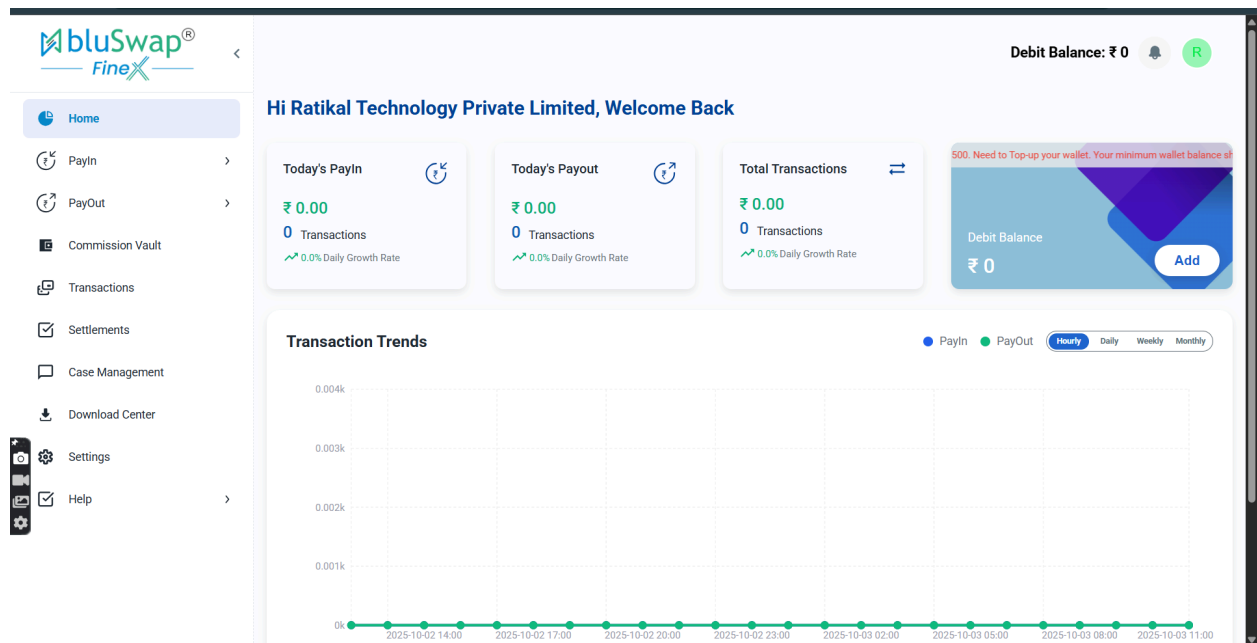 bluSwap®
FineX
Debit Balance: ₹ 0
R
Home
PayIn
PayOut
Commission Vault
Transactions
Settlements
Case Management
Download Center
Settings
Help
Hi Ratikal Technology Private Limited, Welcome Back
Today's PayIn
₹ 0.00
0 Transactions
0.0% Daily Growth Rate
Today's Payout
₹ 0.00
0 Transactions
0.0% Daily Growth Rate
Total Transactions
₹ 0.00
0 Transactions
0.0% Daily Growth Rate
500. Need to Top-up your wallet. Your minimum wallet balance sh
Debit Balance
₹ 0
Add
Transaction Trends
PayIn PayOut Hourly Daily Weekly Monthly
0.004k
0.003k
0.002k
0.001k
0k
2025-10-02 14:00 2025-10-02 17:00 2025-10-02 20:00 2025-10-02 23:00 2025-10-03 02:00 2025-10-03 05:00 2025-10-03 08:00 2025-10-03 11:00